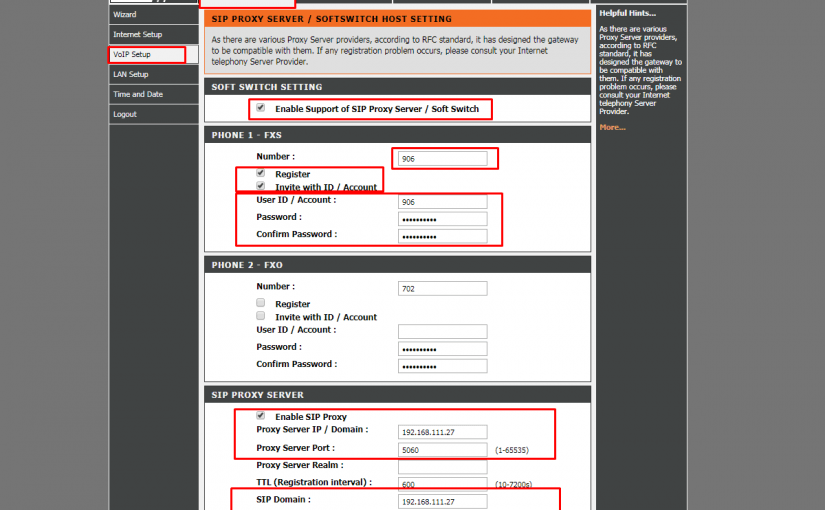 Wizard
Internet Setup
VoIP Setup
LAN Setup
Time and Date
Logout
SIP PROXY SERVER / SOFTSWITCH HOST SETTING
As there are various Proxy Server providers, according to RFC standard, it has designed the gateway
to be compatible with them. If any registration problem occurs, please consult your Internet
telephony Server Provider.
SOFT SWITCH SETTING
Enable Support of SIP Proxy Server / Soft Switch
PHONE 1 - FXS
Number : 906
Register
Invite with ID / Account
User ID / Account : 906
Password : ••••••••••
Confirm Password : ••••••••••
PHONE 2 - FXO
Number : 702
Register
Invite with ID / Account
User ID / Account :
Password : ••••••••••
Confirm Password : ••••••••••
SIP PROXY SERVER
Enable SIP Proxy
Proxy Server IP / Domain : 192.168.111.27
Proxy Server Port : 5060 (1-65535)
Proxy Server Realm :
TTL (Registration interval) : 600 (10-7200s)
SIP Domain : 192.168.111.27
Helpful Hints...
As there are various
Proxy Server providers,
according to RFC
standard, it has
designed the gateway to
be compatible with
them. If any registration
problem occurs, please
consult your Internet
telephony Server
Provider.
More...